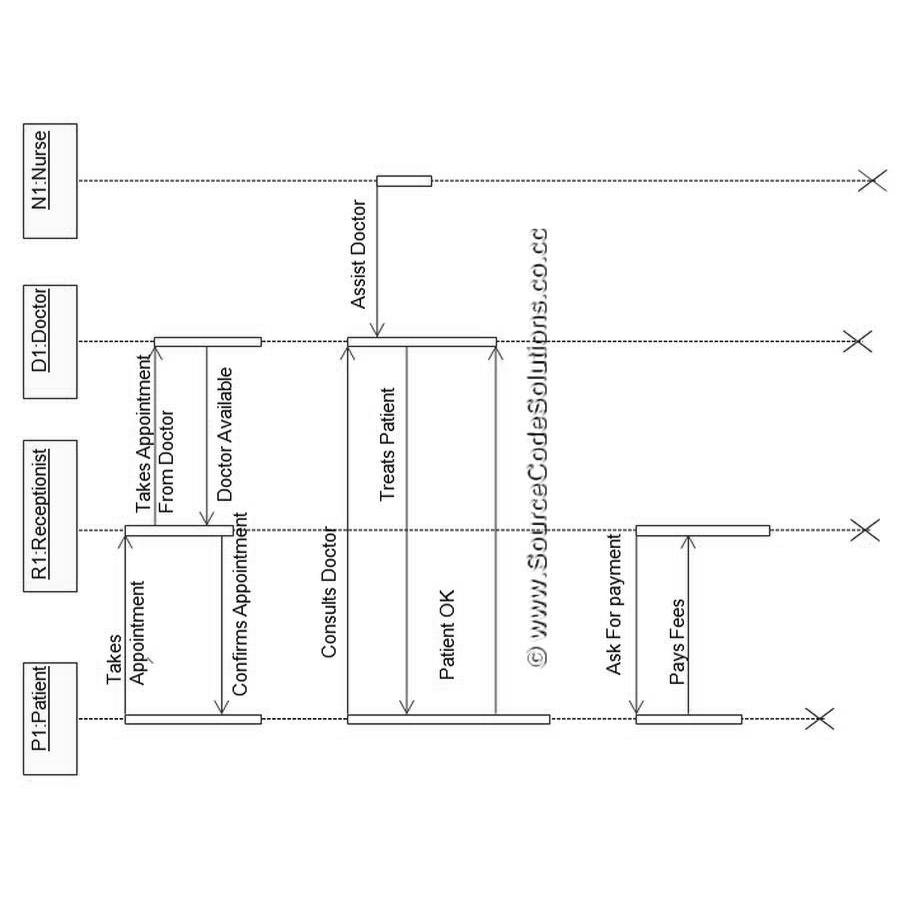 P1:Patient
R1:Receptionist
D1:Doctor
N1:Nurse
Takes
Appointment
Takes Appointment
From Doctor
Doctor Available
Confirms Appointment
Consults Doctor
Assist Doctor
Treats Patient
Patient OK
© www.SourceCodeSolutions.co.cc
Ask For payment
Pays Fees